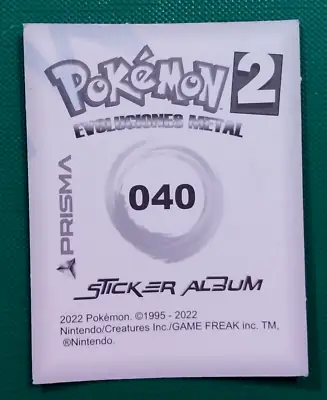 POKéMON 2
EVOLUCIONES METAL
PRISMA
040
STICKER ALBUM
2022 Pokémon. ©1995 - 2022
Nintendo/Creatures Inc./GAME FREAK inc. TM,
®Nintendo.